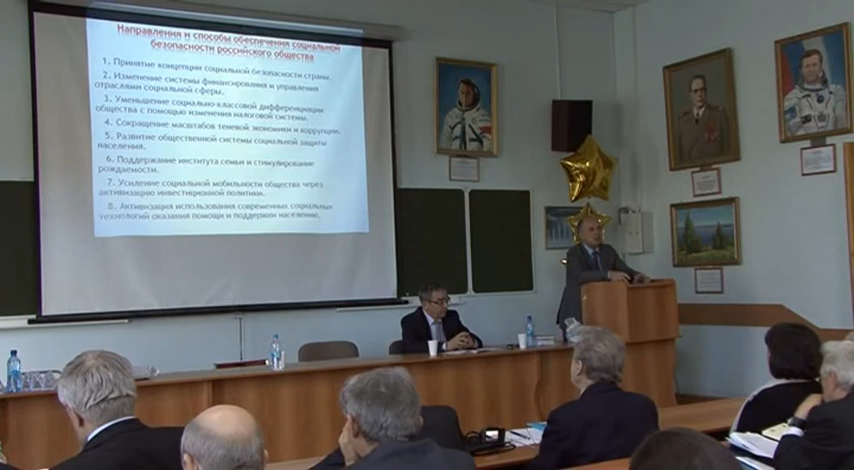 Направления и способы обеспечения социальной
безопасности российского общества
1. Принятие концепции социальной безопасности страны.
2. Изменение системы финансирования и управления
отраслями социальной сферы.
3. Уменьшение социально-классовой дифференциации
общества с помощью изменения налоговой системы.
4. Сокращение масштабов теневой экономики и коррупции.
5. Развитие общественной системы социальной защиты
населения.
6. Поддержание института семьи и стимулирование
рождаемости.
7. Усиление социальной мобильности общества через
активизацию инвестиционной политики.
8. Активизация использования современных социальных
технологий оказания помощи и поддержки населению.